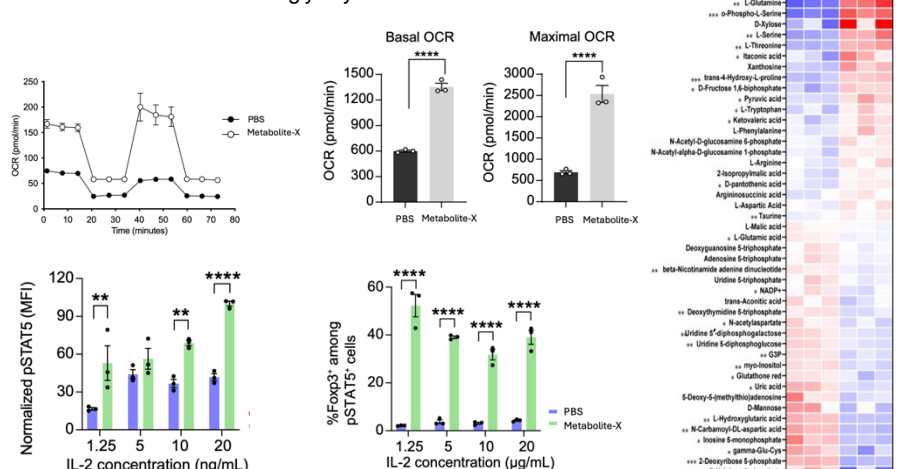 Basal OCR
Maximal OCR
OCR (pmol/min)
250
200
150
100
50
0
0 10 20 30 40 50 60 70 80
Time (minutes)
PBS
Metabolite-X
OCR (pmol/min)
1500
1200
900
600
300
0
****
PBS Metabolite-X
OCR (pmol/min)
3000
2500
2000
1500
1000
500
0
****
PBS Metabolite-X
Normalized pSTAT5 (MFI)
120
90
60
30
0
** ** ****
1.25 5 10 20
IL-2 concentration (ng/mL)
%Foxp3+ among
pSTAT5+ cells
60
40
20
0
**** **** **** ****
1.25 5 10 20
IL-2 concentration (µg/mL)
PBS
Metabolite-X
** L-Glutamine
*** o-Phospho-L-Serine
D-Xylose
** L-Serine
** L-Threonine
* Itaconic acid
Xanthosine
*** trans-4-Hydroxy-L-proline
* D-Fructose 1,6-biphosphate
* Pyruvic acid
* L-Tryptophan
* Ketovaleric acid
L-Phenylalanine
N-Acetyl-D-glucosamine 6-phosphate
N-Acetyl-alpha-D-glucosamine 1-phosphate
L-Arginine
2-Isopropylmalic acid
* D-pantothenic acid
Argininosuccinic acid
L-Aspartic Acid
** Taurine
L-Malic acid
* L-Glutamic acid
Deoxyguanosine 5-triphosphate
Adenosine 5-triphosphate
** beta-Nicotinamide adenine dinucleotide
Uridine 5-triphosphate
* NADP+
trans-Aconitic acid
** Deoxythymidine 5-triphosphate
* N-acetylaspartate
**Uridine 5'-diphosphogalactose
** Uridine 5-diphosphoglucose
** G3P
** myo-Inositol
* Glutathione red
* Uric acid
5-Deoxy-5-(methylthio)adenosine
D-Mannose
** L-Hydroxyglutaric acid
** N-Carbamoyl-DL-aspartic acid
* Inosine 5-monophosphate
* gamma-Glu-Cys
*** 2-Deoxyribose 5-phosphate